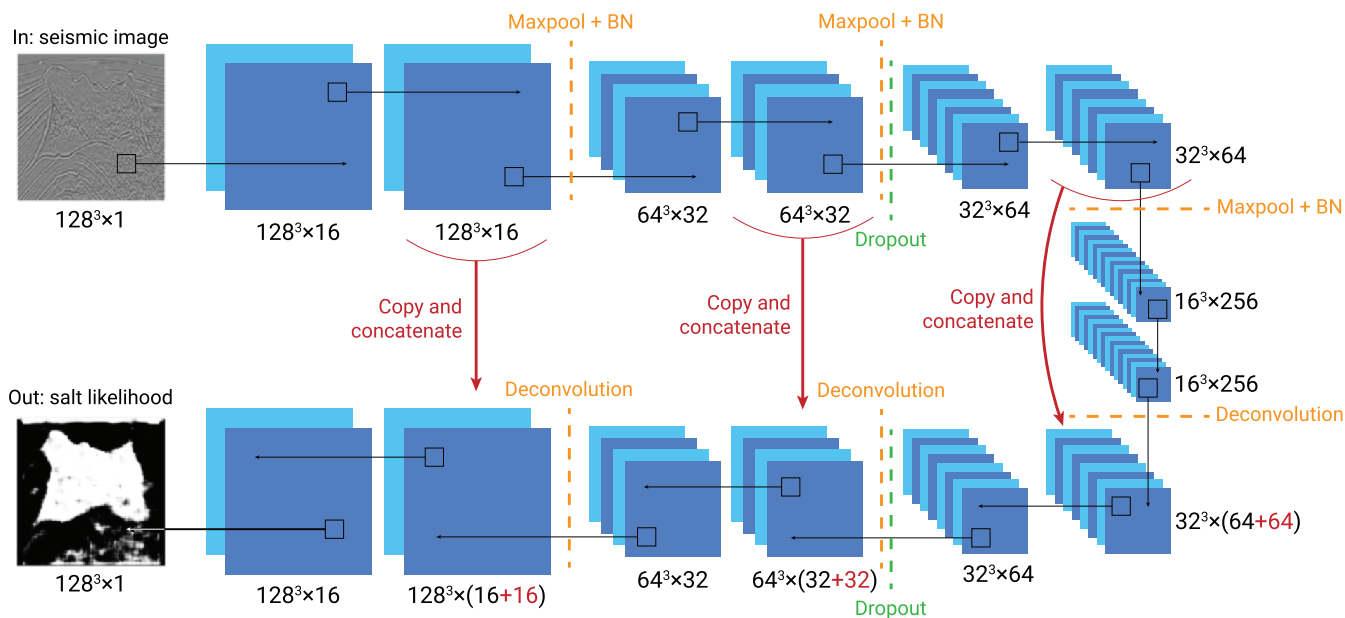 Maxpool + BN
Maxpool + BN
In: seismic image
128³×1
128³×16
128³×16
64³×32
64³×32
32³×64
32³×64
Dropout
Maxpool + BN
Copy and
concatenate
Copy and
concatenate
Copy and
concatenate
16³×256
16³×256
Deconvolution
Deconvolution
Deconvolution
Out: salt likelihood
128³×1
128³×16
128³×(16+16)
64³×32
64³×(32+32)
32³×64
32³×(64+64)
Dropout